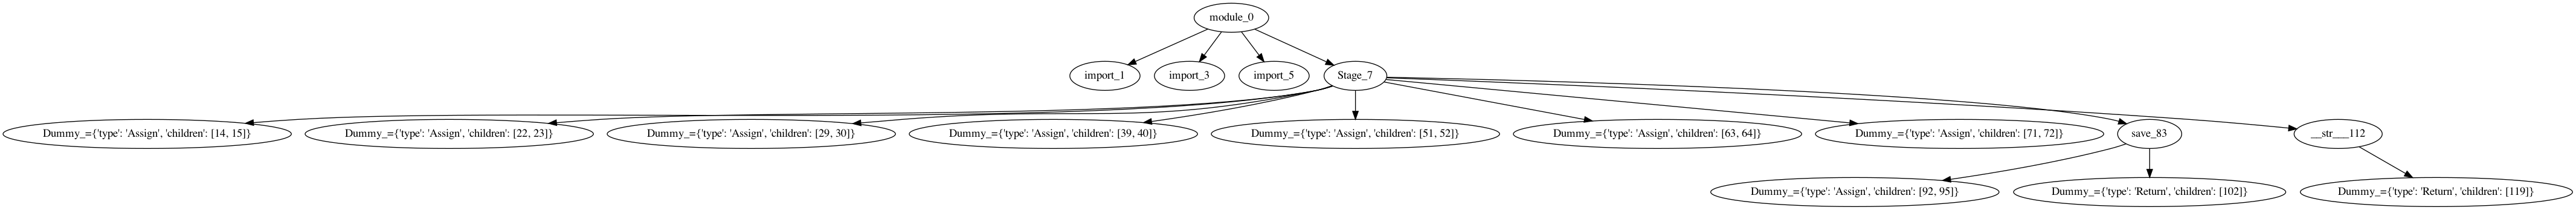 module_0
import_1
import_3
import_5
Stage_7
Dummy_={'type': 'Assign', 'children': [14, 15]}
Dummy_={'type': 'Assign', 'children': [22, 23]}
Dummy_={'type': 'Assign', 'children': [29, 30]}
Dummy_={'type': 'Assign', 'children': [39, 40]}
Dummy_={'type': 'Assign', 'children': [51, 52]}
Dummy_={'type': 'Assign', 'children': [63, 64]}
Dummy_={'type': 'Assign', 'children': [71, 72]}
save_83
__str___112
Dummy_={'type': 'Assign', 'children': [92, 95]}
Dummy_={'type': 'Return', 'children': [102]}
Dummy_={'type': 'Return', 'children': [119]}